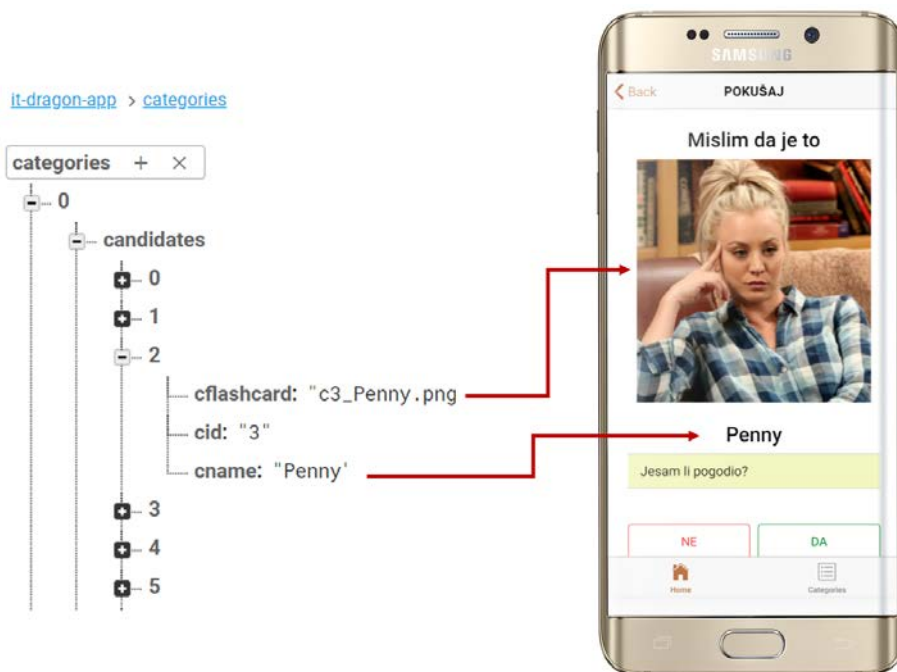 it-dragon-app > categories
categories + ×
0
candidates
0
1
2
cflashcard: "c3_Penny.png
cid: "3"
cname: "Penny'
3
4
5
SAMSUNG
Back POKUŠAJ
Mislim da je to
Penny
Jesam li pogodio?
NE DA
Home Categories